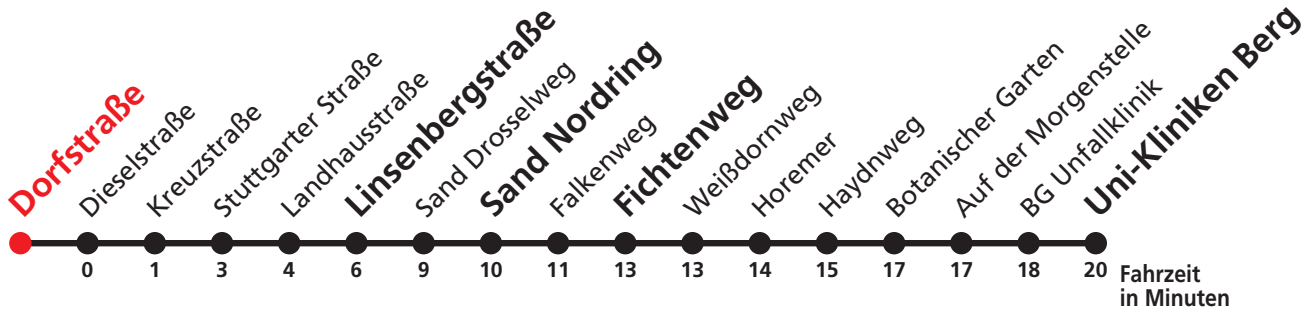 Dorfstraße
Dieselstraße
Kreuzstraße
Stuttgarter Straße
Landhausstraße
Linsenbergstraße
Sand Drosselweg
Sand Nordring
Falkenweg
Fichtenweg
Weißdornweg
Horemer
Haydnweg
Botanischer Garten
Auf der Morgenstelle
BG Unfallklinik
Uni-Kliniken Berg
0 1 3 4 6 9 10 11 13 13 14 15 17 17 18 20
Fahrzeit
in Minuten